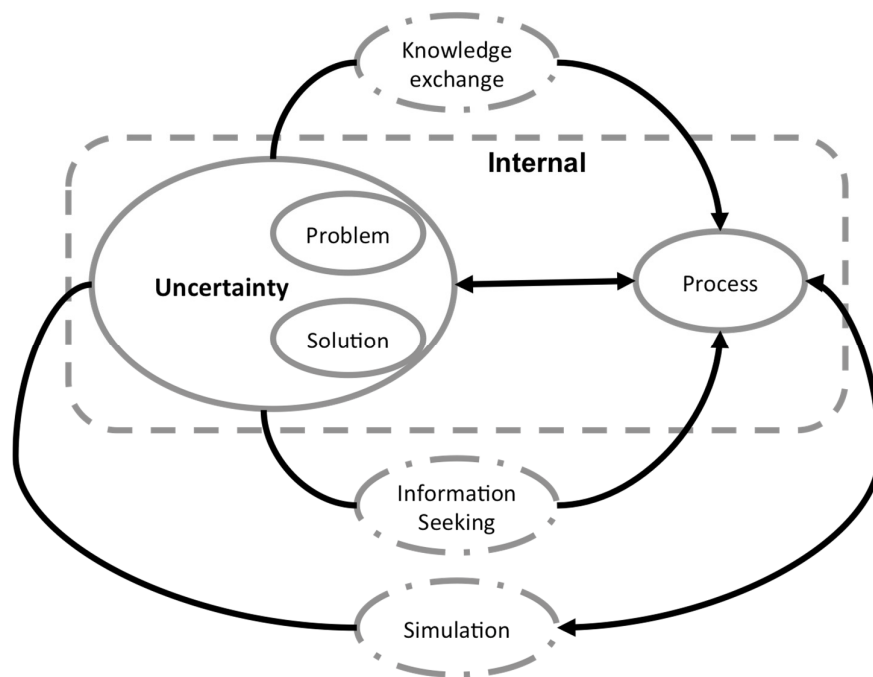 Knowledge
exchange
Internal
Problem
Uncertainty
Process
Solution
Information
Seeking
Simulation